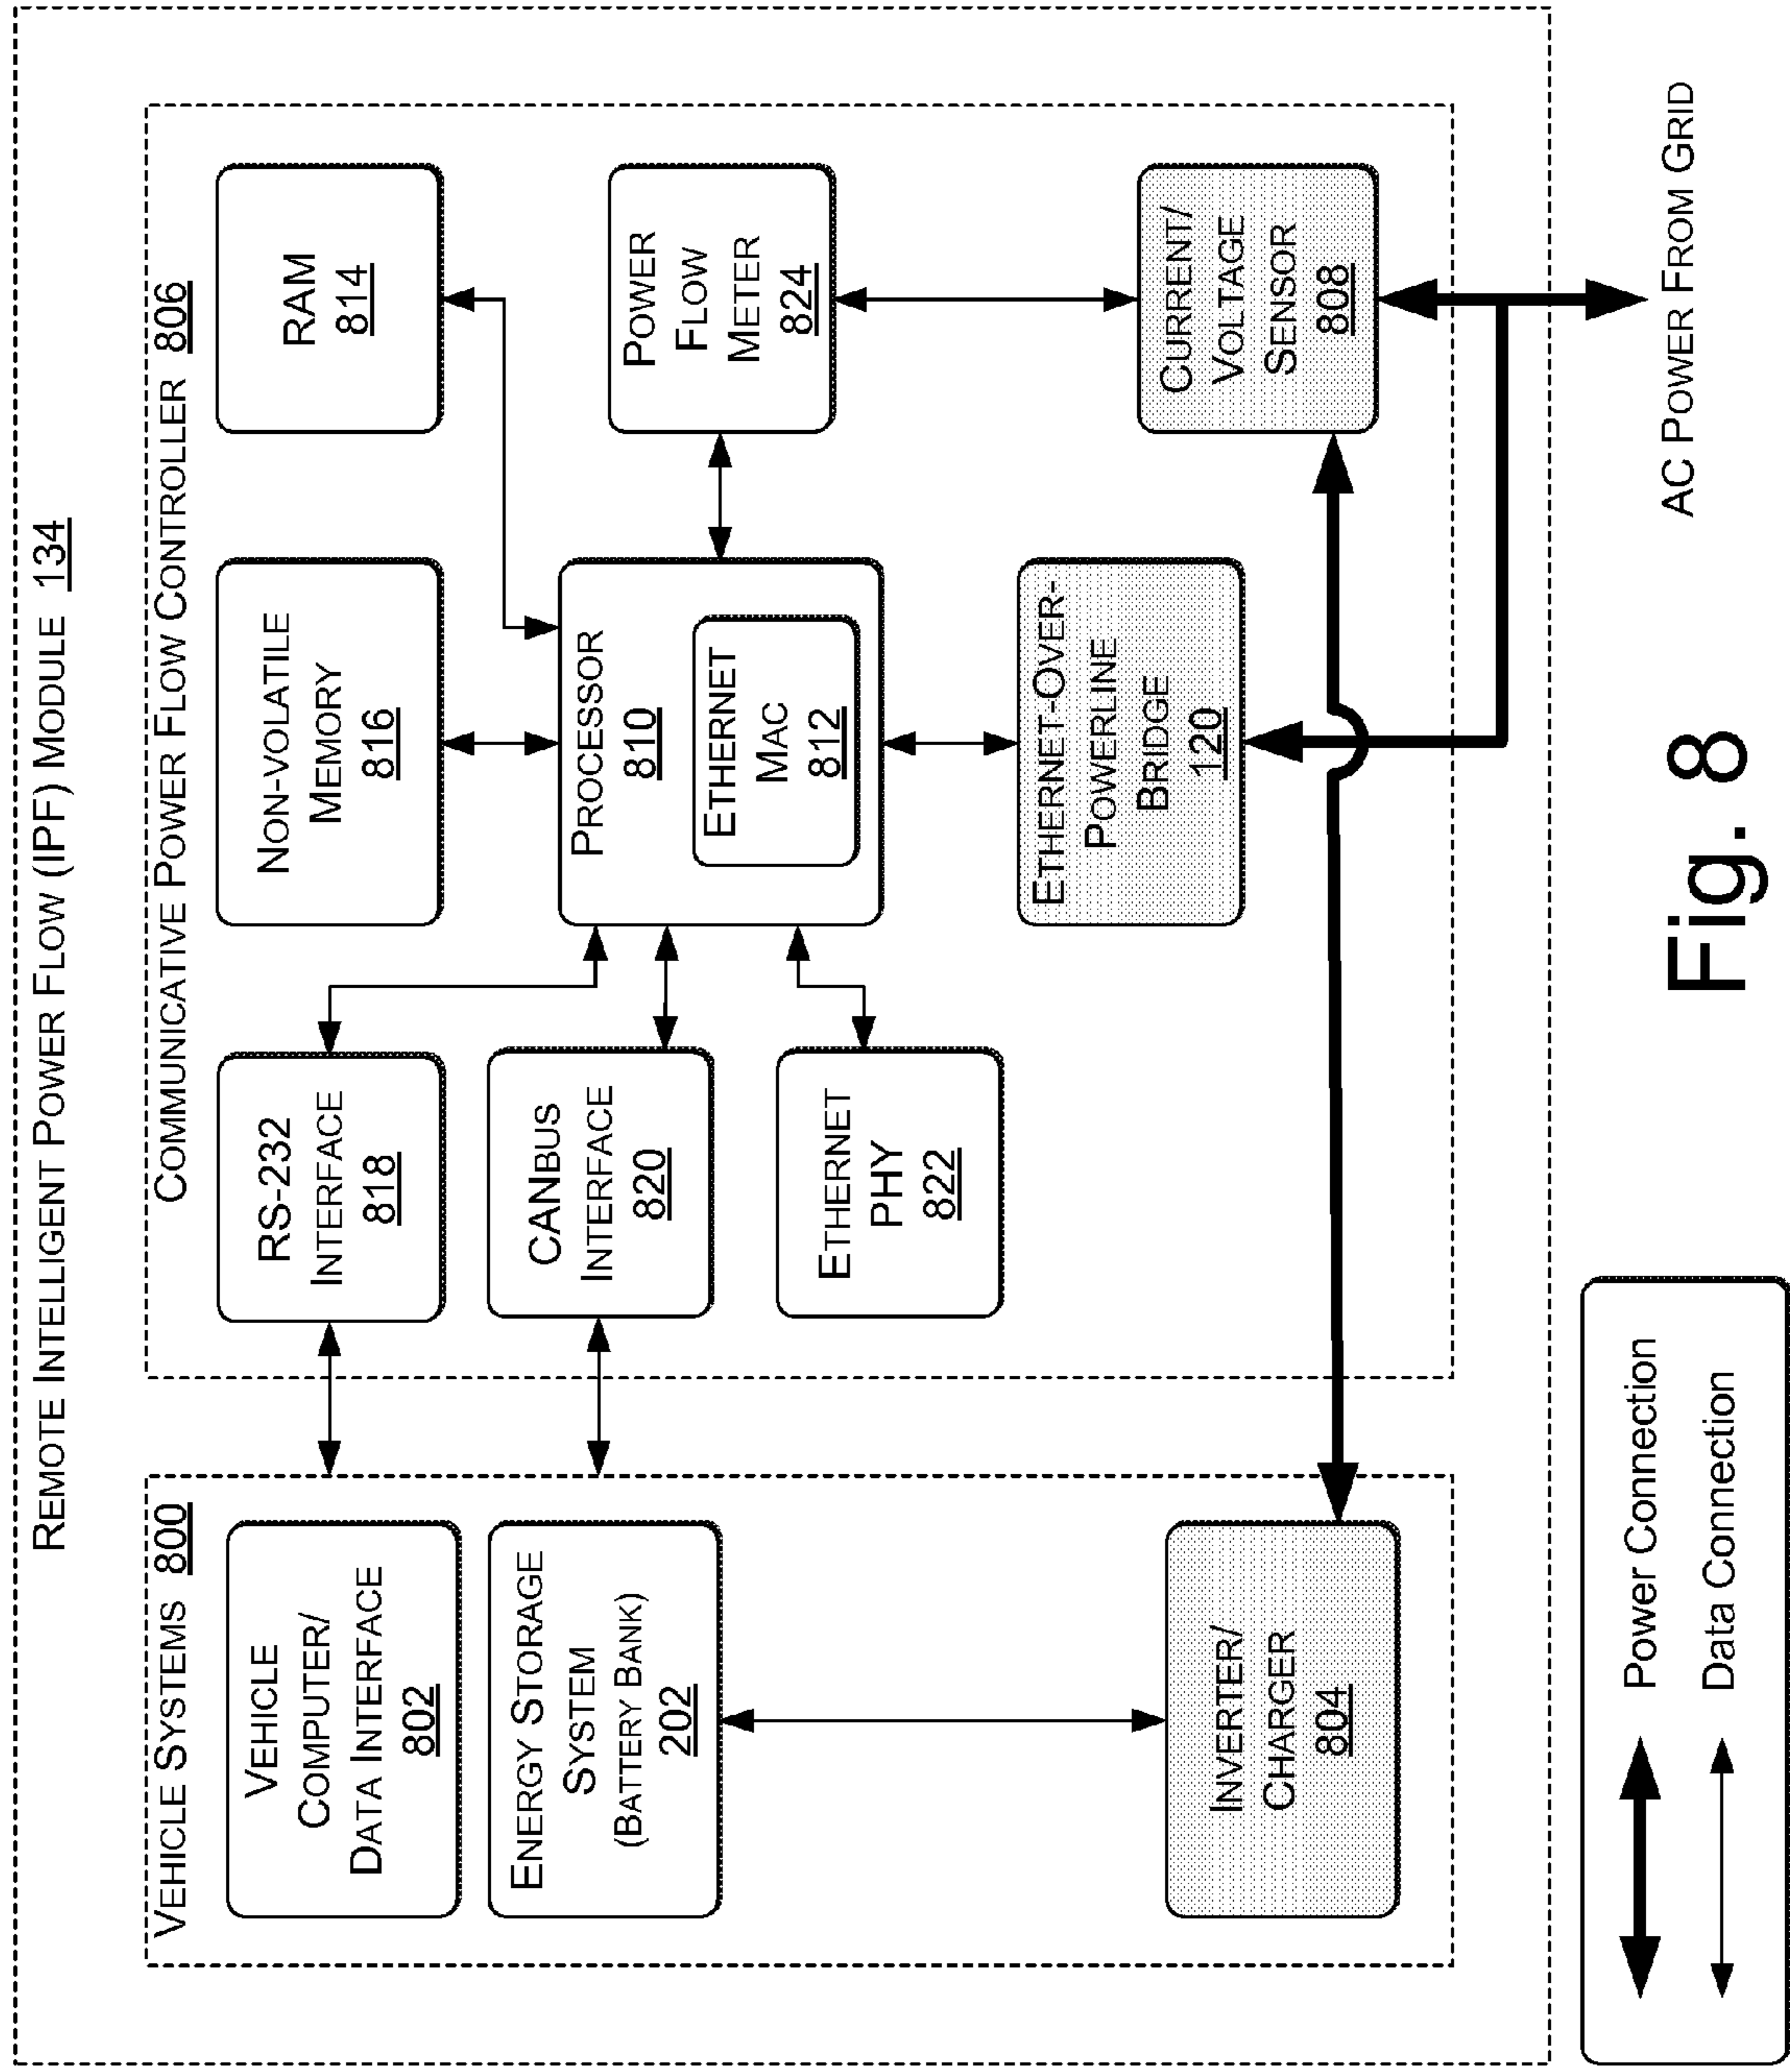 REMOTE INTELLIGENT POWER FLOW (IPF) MODULE 134
VEHICLE SYSTEMS 800
VEHICLE
COMPUTER/
DATA INTERFACE
802
ENERGY STORAGE
SYSTEM
(BATTERY BANK)
202
INVERTER/
CHARGER
804
COMMUNICATIVE POWER FLOW CONTROLLER 806
RS-232
INTERFACE
818
CANBUS
INTERFACE
820
ETHERNET
PHY
822
NON-VOLATILE
MEMORY
816
PROCESSOR
810
ETHERNET
MAC
812
ETHERNET-OVER-
POWERLINE
BRIDGE
120
RAM
814
POWER
FLOW
METER
824
CURRENT/
VOLTAGE
SENSOR
808
AC POWER FROM GRID
Power Connection
Data Connection
Fig. 8